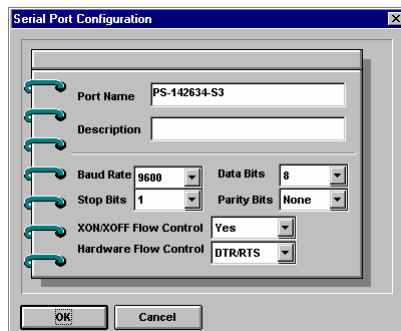 Serial Port Configuration
Port Name PS-142634-S3
Description
Baud Rate 9600 Data Bits 8
Stop Bits 1 Parity Bits None
XON/XOFF Flow Control Yes
Hardware Flow Control DTR/RTS
OK Cancel